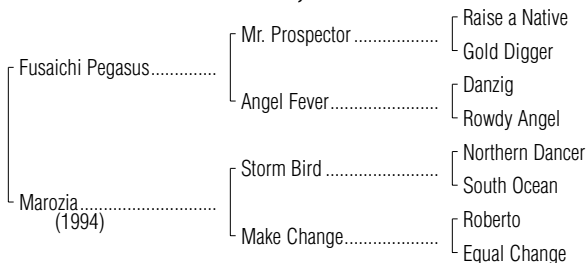 Raise a Native
Mr. Prospector ..................
Gold Digger
Fusaichi Pegasus..............
Danzig
Angel Fever.......................
Rowdy Angel
Northern Dancer
Storm Bird ........................
South Ocean
Marozia.............................
(1994)
Roberto
Make Change....................
Equal Change